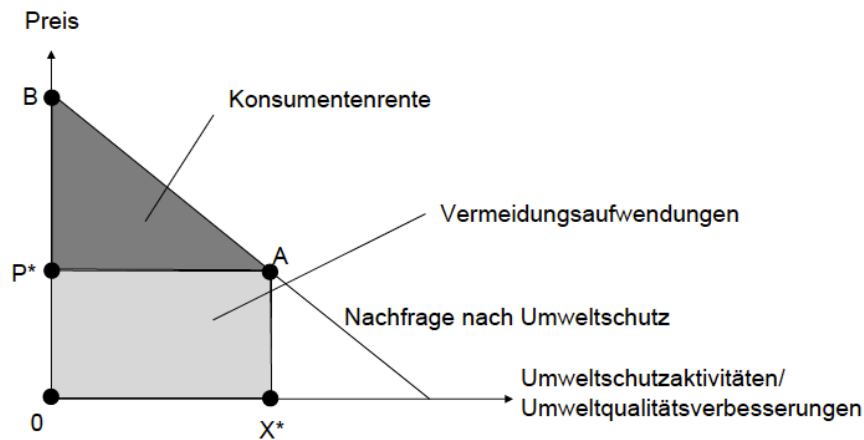 Preis
B
Konsumentenrente
Vermeidungsaufwendungen
A
P*
Nachfrage nach Umweltschutz
Umweltschutzaktivitäten/
Umweltqualitätsverbesserungen
0
X*